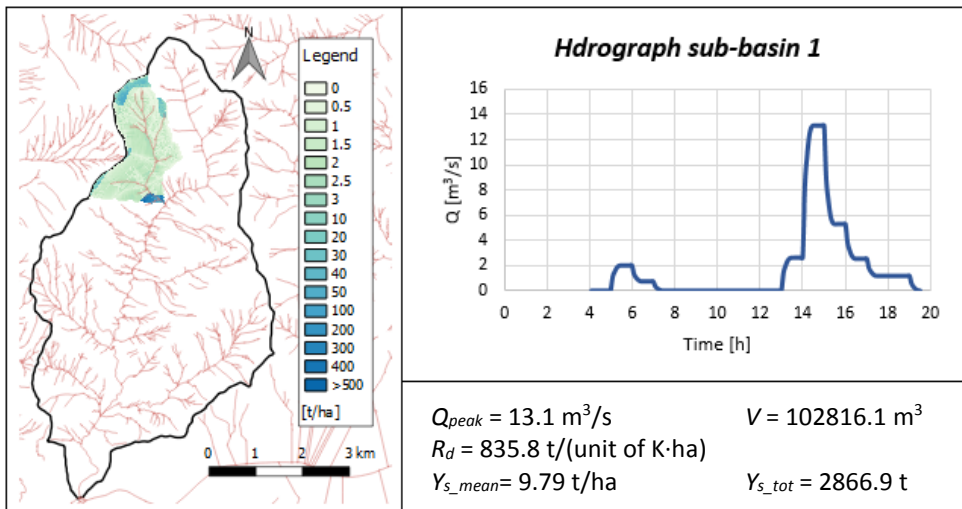 N
Legend
0
0.5
1
1.5
2
2.5
3
10
20
30
40
50
100
200
300
400
>500
[t/ha]
0 1 2 3 km
Hdrograph sub-basin 1
Q [m³/s]
16
14
12
10
8
6
4
2
0
0 2 4 6 8 10 12 14 16 18 20
Time [h]
Qpeak = 13.1 m³/s V = 102816.1 m³
Rd = 835.8 t/(unit of K·ha)
Ys_mean= 9.79 t/ha Ys_tot = 2866.9 t